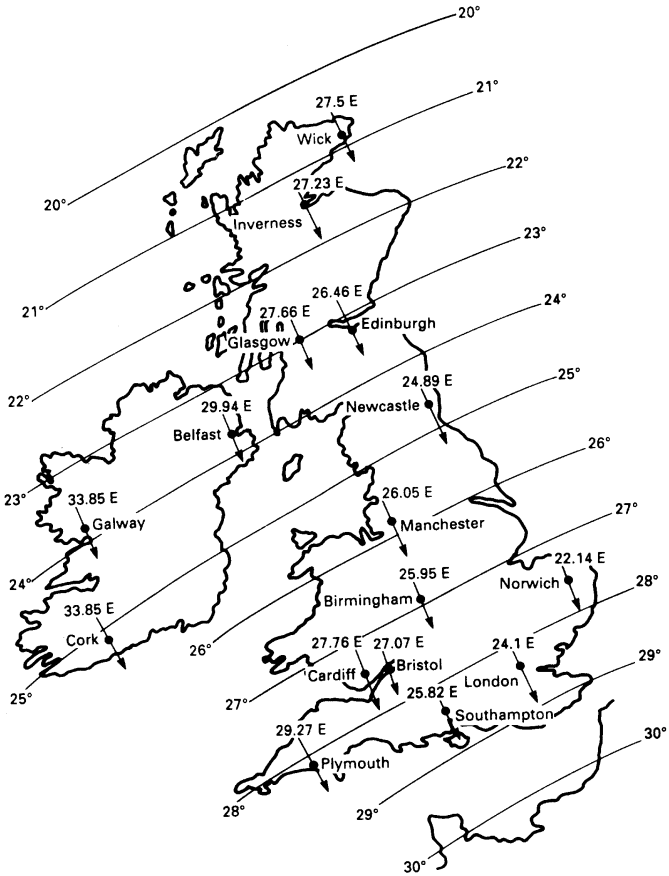 20°
21°
27.5 E
Wick
22°
27.23 E
20°
Inverness
23°
26.46 E
24°
21°
27.66 E
Edinburgh
Glasgow
25°
24.89 E
22°
29.94 E
Newcastle
Belfast
26°
23°
33.85 E
26.05 E
27°
Galway
Manchester
22.14 E
24°
25.95 E
Norwich
28°
33.85 E
Birmingham
Cork
27.76 E
27.07 E
24.1 E
26°
29°
Cardiff
Bristol
London
25°
27°
25.82 E
Southampton
29.27 E
30°
Plymouth
28°
29°
30°